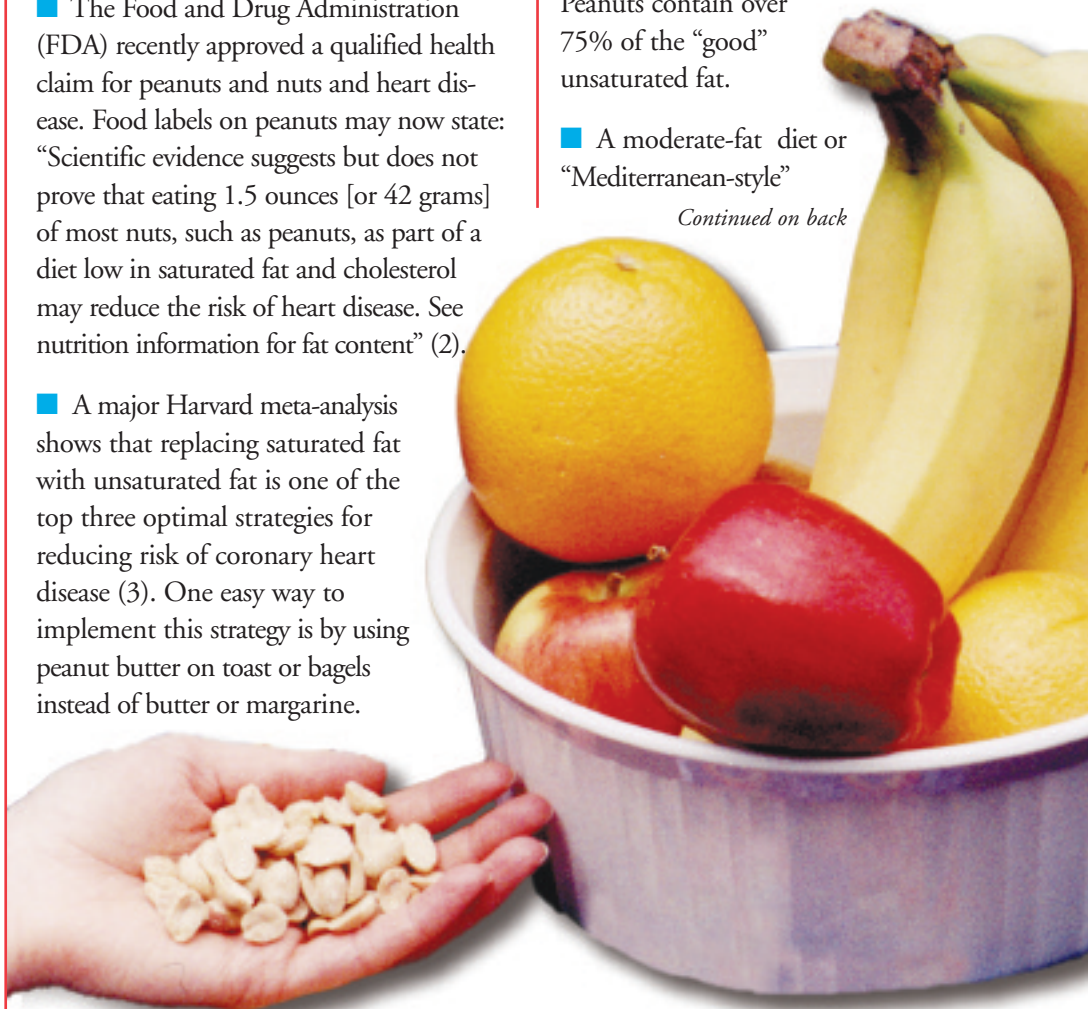 ■ The Food and Drug Administration
(FDA) recently approved a qualified health
claim for peanuts and nuts and heart dis-
ease. Food labels on peanuts may now state:
“Scientific evidence suggests but does not
prove that eating 1.5 ounces [or 42 grams]
of most nuts, such as peanuts, as part of a
diet low in saturated fat and cholesterol
may reduce the risk of heart disease. See
nutrition information for fat content” (2).
■ A major Harvard meta-analysis
shows that replacing saturated fat
with unsaturated fat is one of the
top three optimal strategies for
reducing risk of coronary heart
disease (3). One easy way to
implement this strategy is by using
peanut butter on toast or bagels
instead of butter or margarine.
Peanuts contain over
75% of the “good”
unsaturated fat.
■ A moderate-fat diet or
“Mediterranean-style”
Continued on back